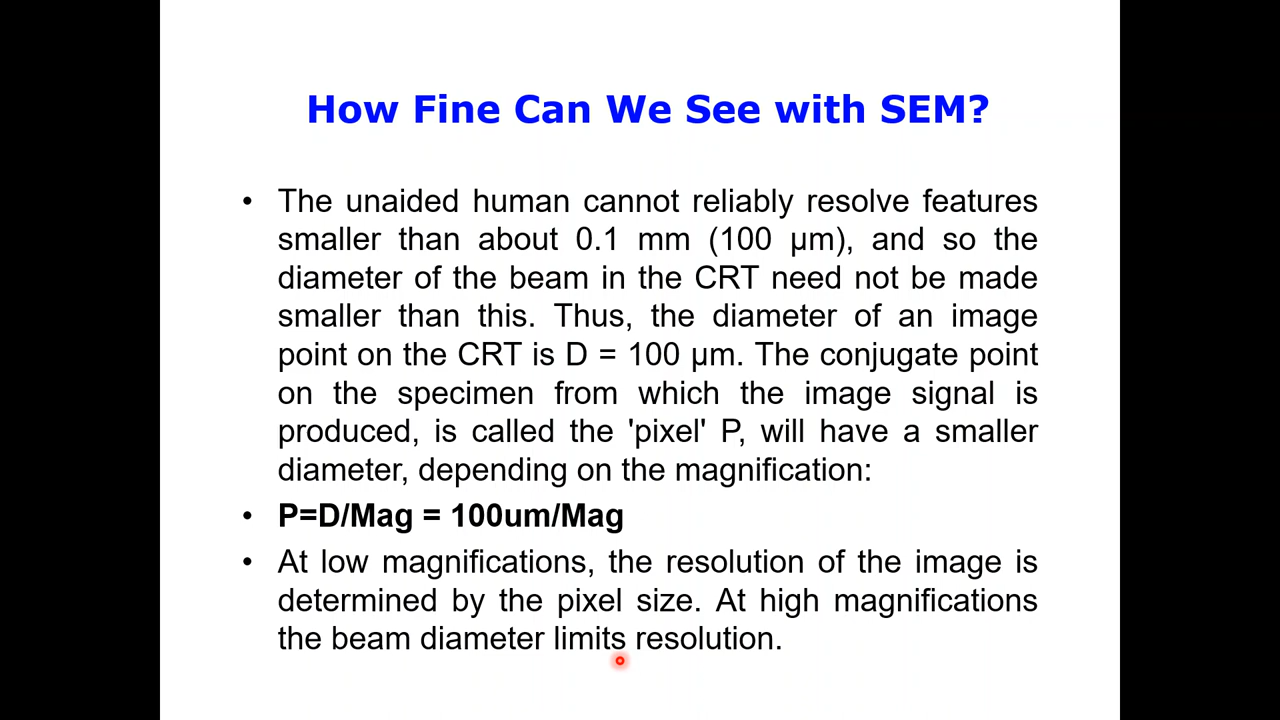 How Fine Can We See with SEM?
• The unaided human cannot reliably resolve features
smaller than about 0.1 mm (100 µm), and so the
diameter of the beam in the CRT need not be made
smaller than this. Thus, the diameter of an image
point on the CRT is D = 100 µm. The conjugate point
on the specimen from which the image signal is
produced, is called the 'pixel' P, will have a smaller
diameter, depending on the magnification:
• P=D/Mag = 100um/Mag
• At low magnifications, the resolution of the image is
determined by the pixel size. At high magnifications
the beam diameter limits resolution.